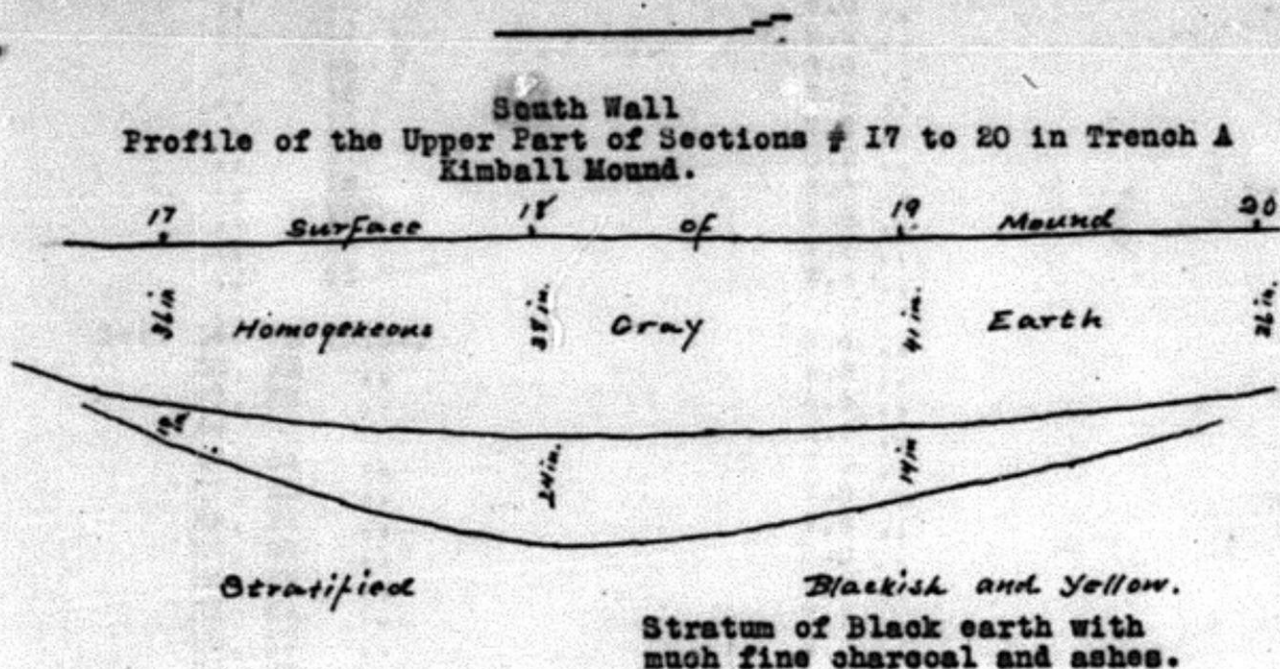 South Wall
Profile of the Upper Part of Sections # I7 to 20 in Trench A
Kimball Mound.
17 18 19 20
Surface of Mound
36 in 38 in. 41 in. 36 in.
Homogeneous Gray Earth
24 in. 14 in
Stratified Blackish and Yellow.
Stratum of Black earth with
much fine charcoal and ashes.